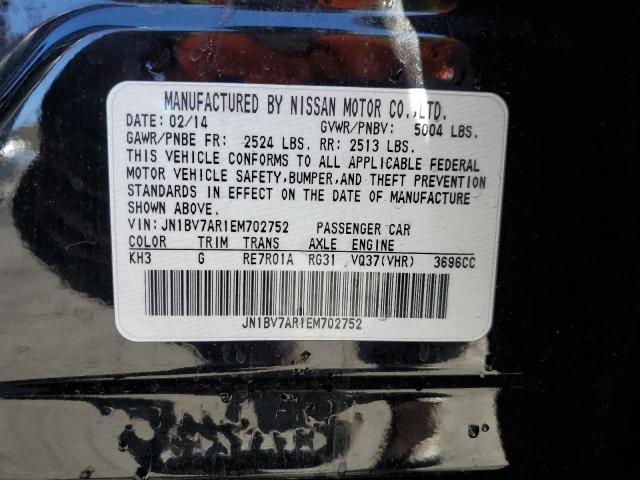 MANUFACTURED BY NISSAN MOTOR CO.,LTD.
DATE: 02/14 GVWR/PNBV: 5004 LBS.
GAWR/PNBE FR: 2524 LBS. RR: 2513 LBS.
THIS VEHICLE CONFORMS TO ALL APPLICABLE FEDERAL
MOTOR VEHICLE SAFETY,BUMPER,AND THEFT PREVENTION
STANDARDS IN EFFECT ON THE DATE OF MANUFACTURE
SHOWN ABOVE.
VIN: JN1BV7AR1EM702752 PASSENGER CAR
COLOR TRIM TRANS AXLE ENGINE
KH3 G RE7R01A RG31 VQ37(VHR) 3696CC
JN1BV7AR1EM702752